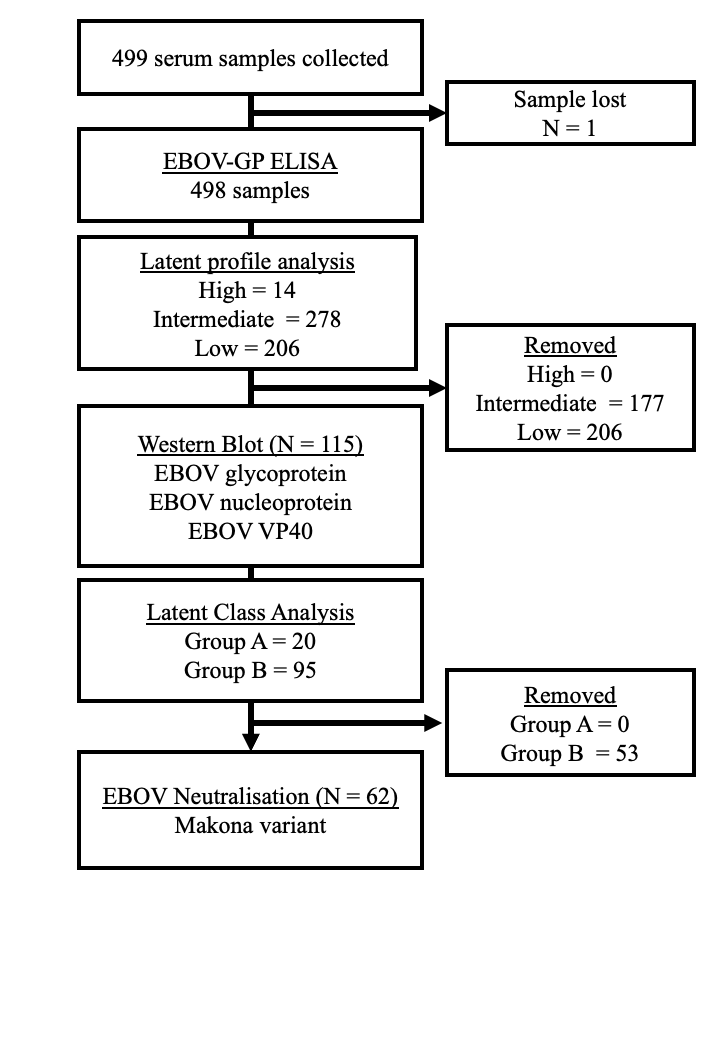 499 serum samples collected
Sample lost
N = 1
EBOV-GP ELISA
498 samples
Latent profile analysis
High = 14
Intermediate = 278
Low = 206
Removed
High = 0
Intermediate = 177
Low = 206
Western Blot (N = 115)
EBOV glycoprotein
EBOV nucleoprotein
EBOV VP40
Latent Class Analysis
Group A = 20
Group B = 95
Removed
Group A = 0
Group B = 53
EBOV Neutralisation (N = 62)
Makona variant